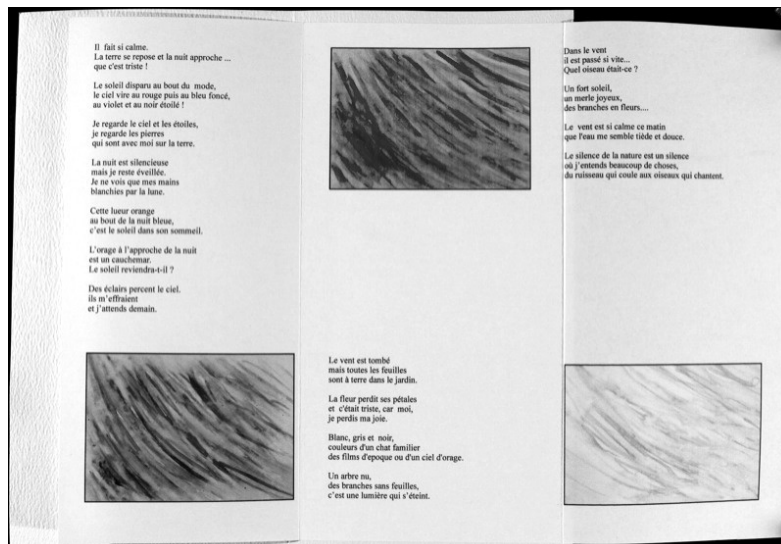 Il fait si calme.
La terre se repose et la nuit approche ...
que c'est triste !
Le soleil disparu au bout du mode,
le ciel vire au rouge puis au bleu foncé,
au violet et au noir étoilé !
Je regarde le ciel et les étoiles,
je regarde les pierres
qui sont avec moi sur la terre.
La nuit est silencieuse
mais je reste éveillée.
Je ne vois que mes mains
blanchies par la lune.
Cette lueur orange
au bout de la nuit bleue,
c'est le soleil dans son sommeil.
L'orage à l'approche de la nuit
est un cauchemar.
Le soleil reviendra-t-il ?
Des éclairs percent le ciel.
ils m'effraient
et j'attends demain.
Le vent est tombé
mais toutes les feuilles
sont à terre dans le jardin.
La fleur perdit ses pétales
et c'était triste, car moi,
je perdis ma joie.
Blanc, gris et noir,
couleurs d'un chat familier
des films d'epoque ou d'un ciel d'orage.
Un arbre nu,
des branches sans feuilles,
c'est une lumière qui s'éteint.
Dans le vent
il est passé si vite...
Quel oiseau était-ce ?
Un fort soleil,
un merle joyeux,
des branches en fleurs....
Le vent est si calme ce matin
que l'eau me semble tiède et douce.
Le silence de la nature est un silence
où j'entends beaucoup de choses,
du ruisseau qui coule aux oiseaux qui chantent.